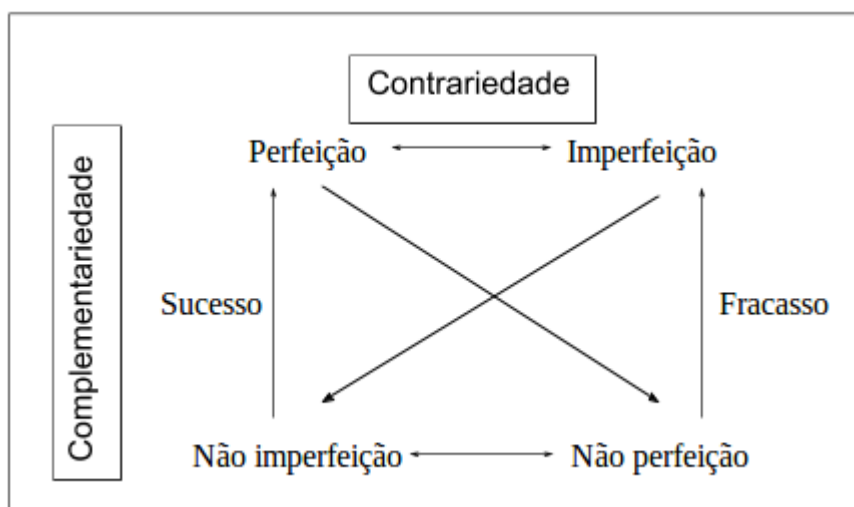 Contrariedade
Perfeição
Imperfeição
Complementariedade
Sucesso
Fracasso
Não imperfeição
Não perfeição